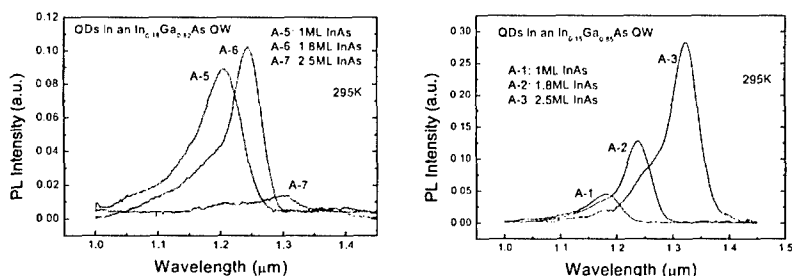 QDs In an In0.18Ga0.82As QW
A-5: 1ML InAs
A-6 1.8ML InAs
A-7 2.5ML InAs
A-6
A-5
295K
A-7
PL Intensity (a.u.)
0.12
0.10
0.08
0.06
0.04
0.02
0.00
1.0 1.1 1.2 1.3 1.4
Wavelength (μm)
QDs In an In0.15Ga0.85As QW
A-3
295K
A-1: 1ML InAs
A-2: 1.8ML InAs
A-3 2.5ML InAs
A-2
A-1
PL Intensity (a.u.)
0.30
0.25
0.20
0.15
0.10
0.05
0.00
1.0 1.1 1.2 1.3 1.4 1.5
Wavelength (μm)